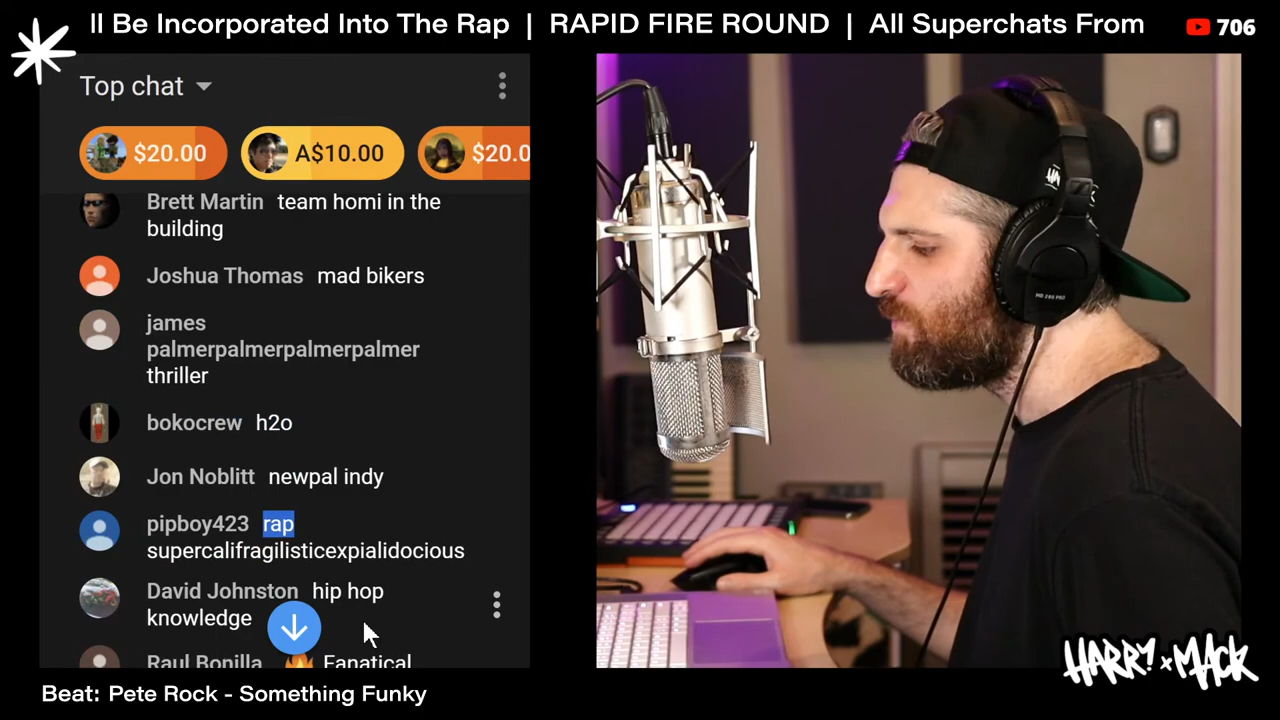 ll Be Incorporated Into The Rap | RAPID FIRE ROUND | All Superchats From
706
Top chat
$20.00
A$10.00
$20.0
Brett Martin team homi in the
building
Joshua Thomas mad bikers
james
palmerpalmerpalmerpalmer
thriller
bokocrew h2o
Jon Noblitt newpal indy
pipboy423 rap
supercalifragilisticexpialidocious
David Johnston hip hop
knowledge
Raul Bonilla Fanatical
HD 280 PRO
HARRY MACK
Beat: Pete Rock - Something Funky